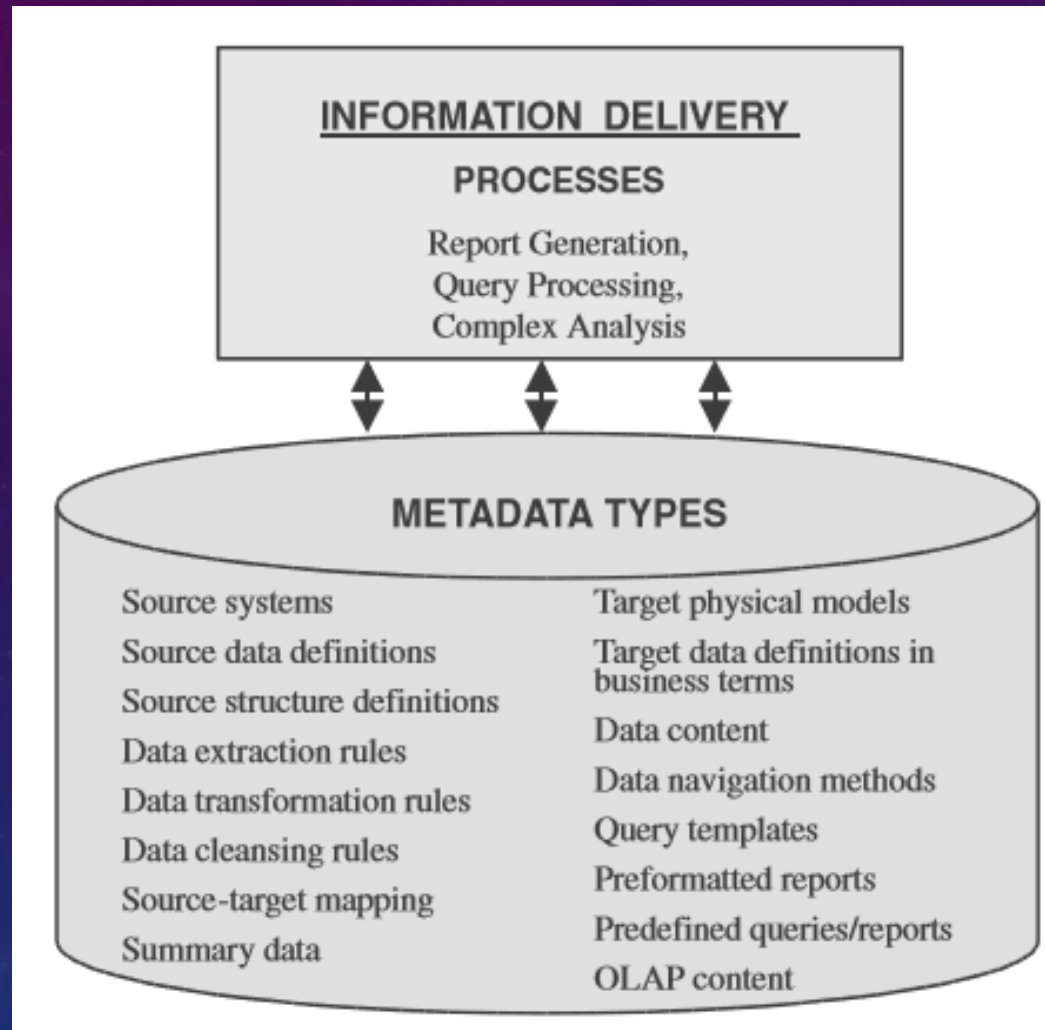 INFORMATION DELIVERY
PROCESSES
Report Generation,
Query Processing,
Complex Analysis
METADATA TYPES
Source systems
Source data definitions
Source structure definitions
Data extraction rules
Data transformation rules
Data cleansing rules
Source-target mapping
Summary data
Target physical models
Target data definitions in
business terms
Data content
Data navigation methods
Query templates
Preformatted reports
Predefined queries/reports
OLAP content